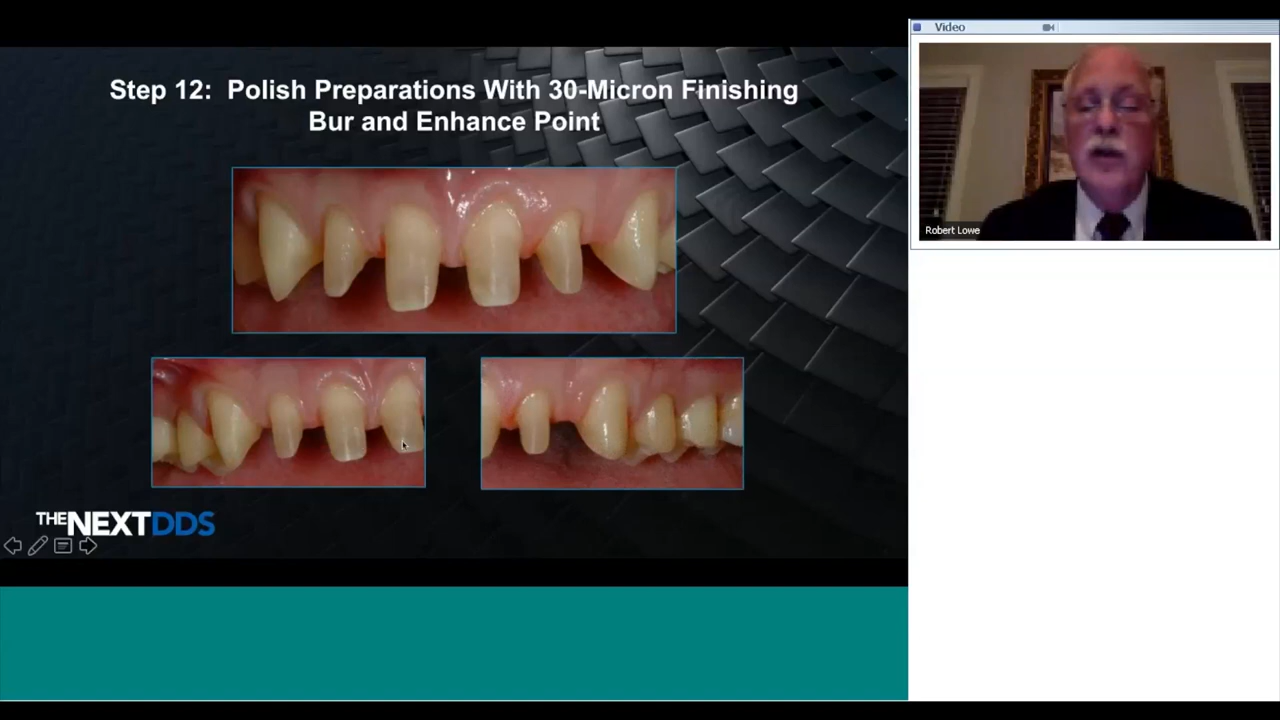 Step 12: Polish Preparations With 30-Micron Finishing
Bur and Enhance Point
THENEXTDDS
Video
Robert Lowe